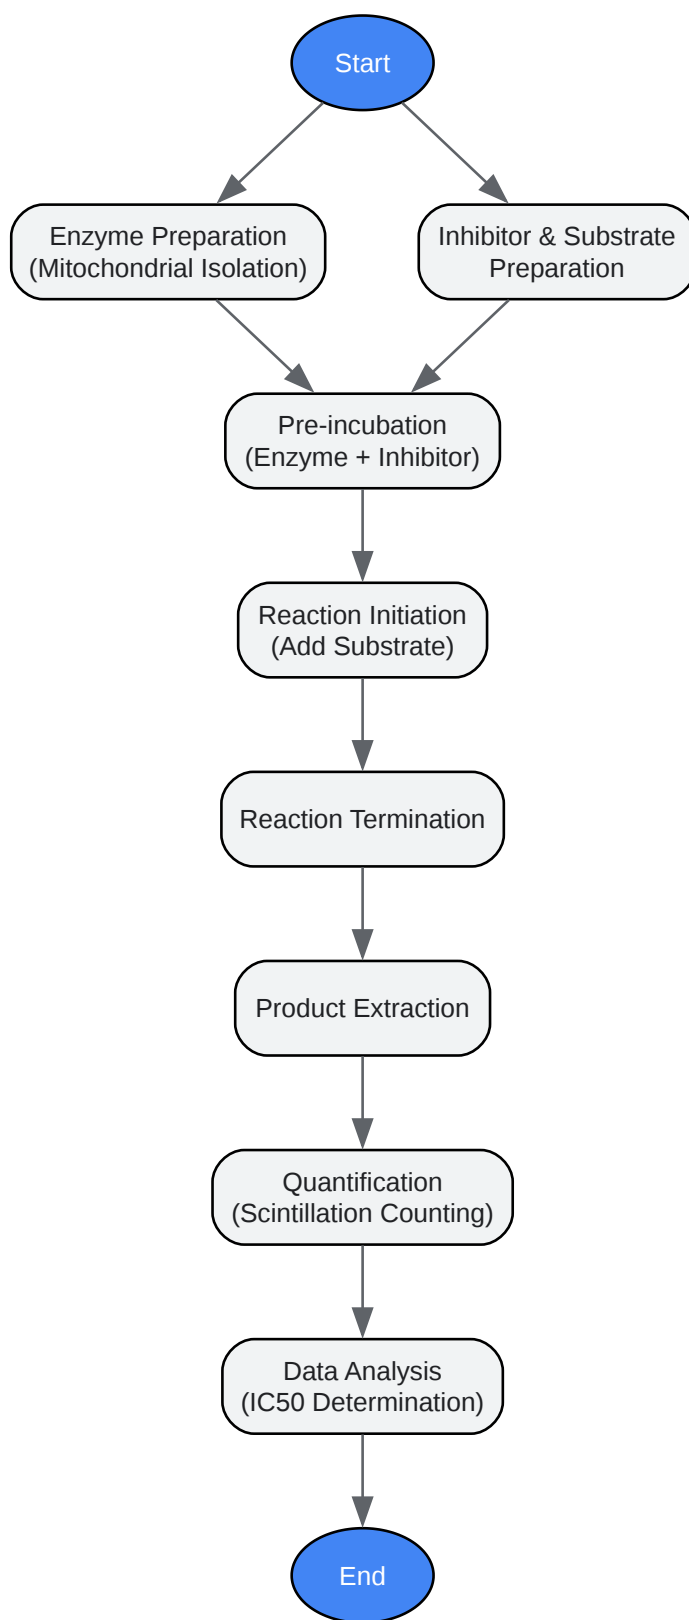 Start
Enzyme Preparation
(Mitochondrial Isolation)
Inhibitor & Substrate
Preparation
Pre-incubation
(Enzyme + Inhibitor)
Reaction Initiation
(Add Substrate)
Reaction Termination
Product Extraction
Quantification
(Scintillation Counting)
Data Analysis
(IC50 Determination)
End